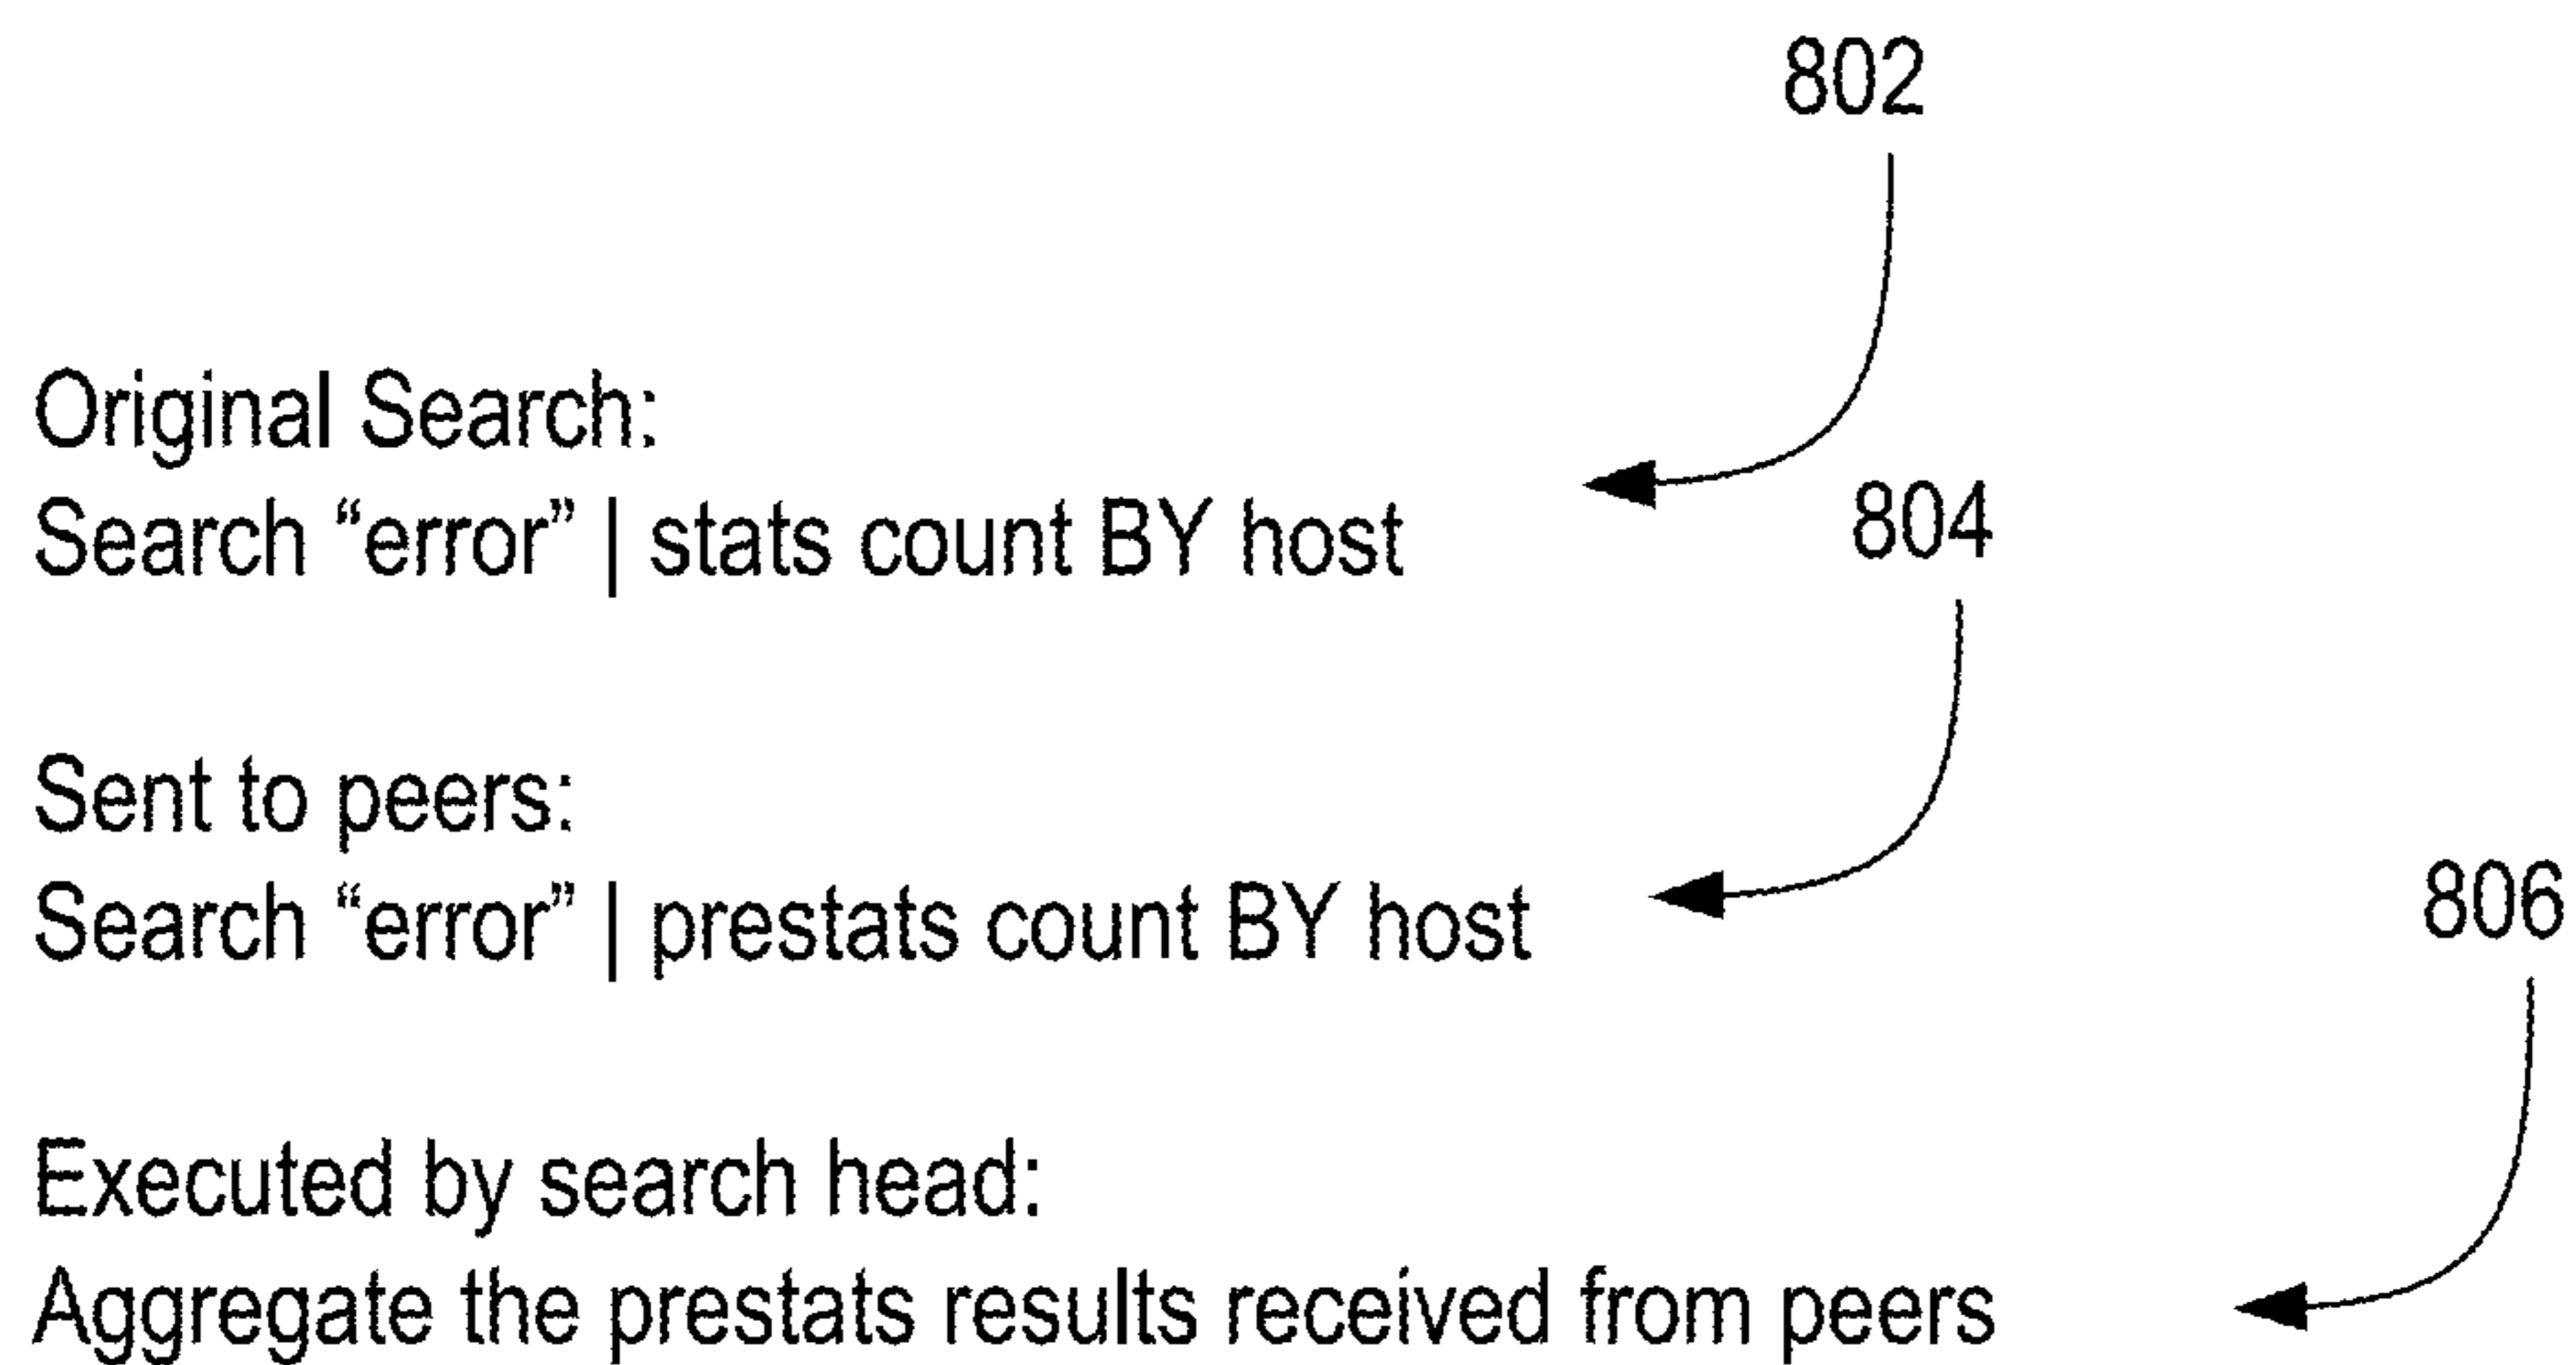 802
Original Search:
Search “error” | stats count BY host
804
Sent to peers:
Search “error” | prestats count BY host
806
Executed by search head:
Aggregate the prestats results received from peers